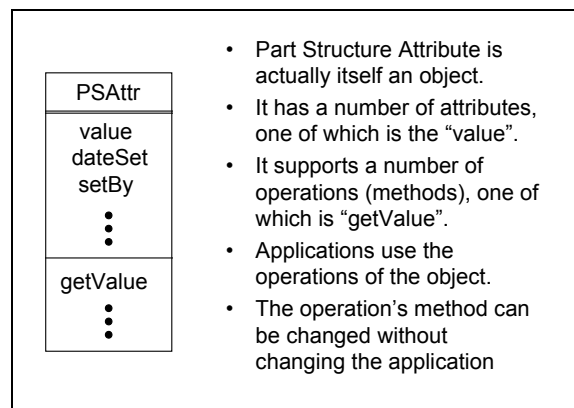 PSAttr
value
dateSet
setBy
getValue
• Part Structure Attribute is
actually itself an object.
• It has a number of attributes,
one of which is the “value”.
• It supports a number of
operations (methods), one of
which is “getValue”.
• Applications use the
operations of the object.
• The operation’s method can
be changed without
changing the application